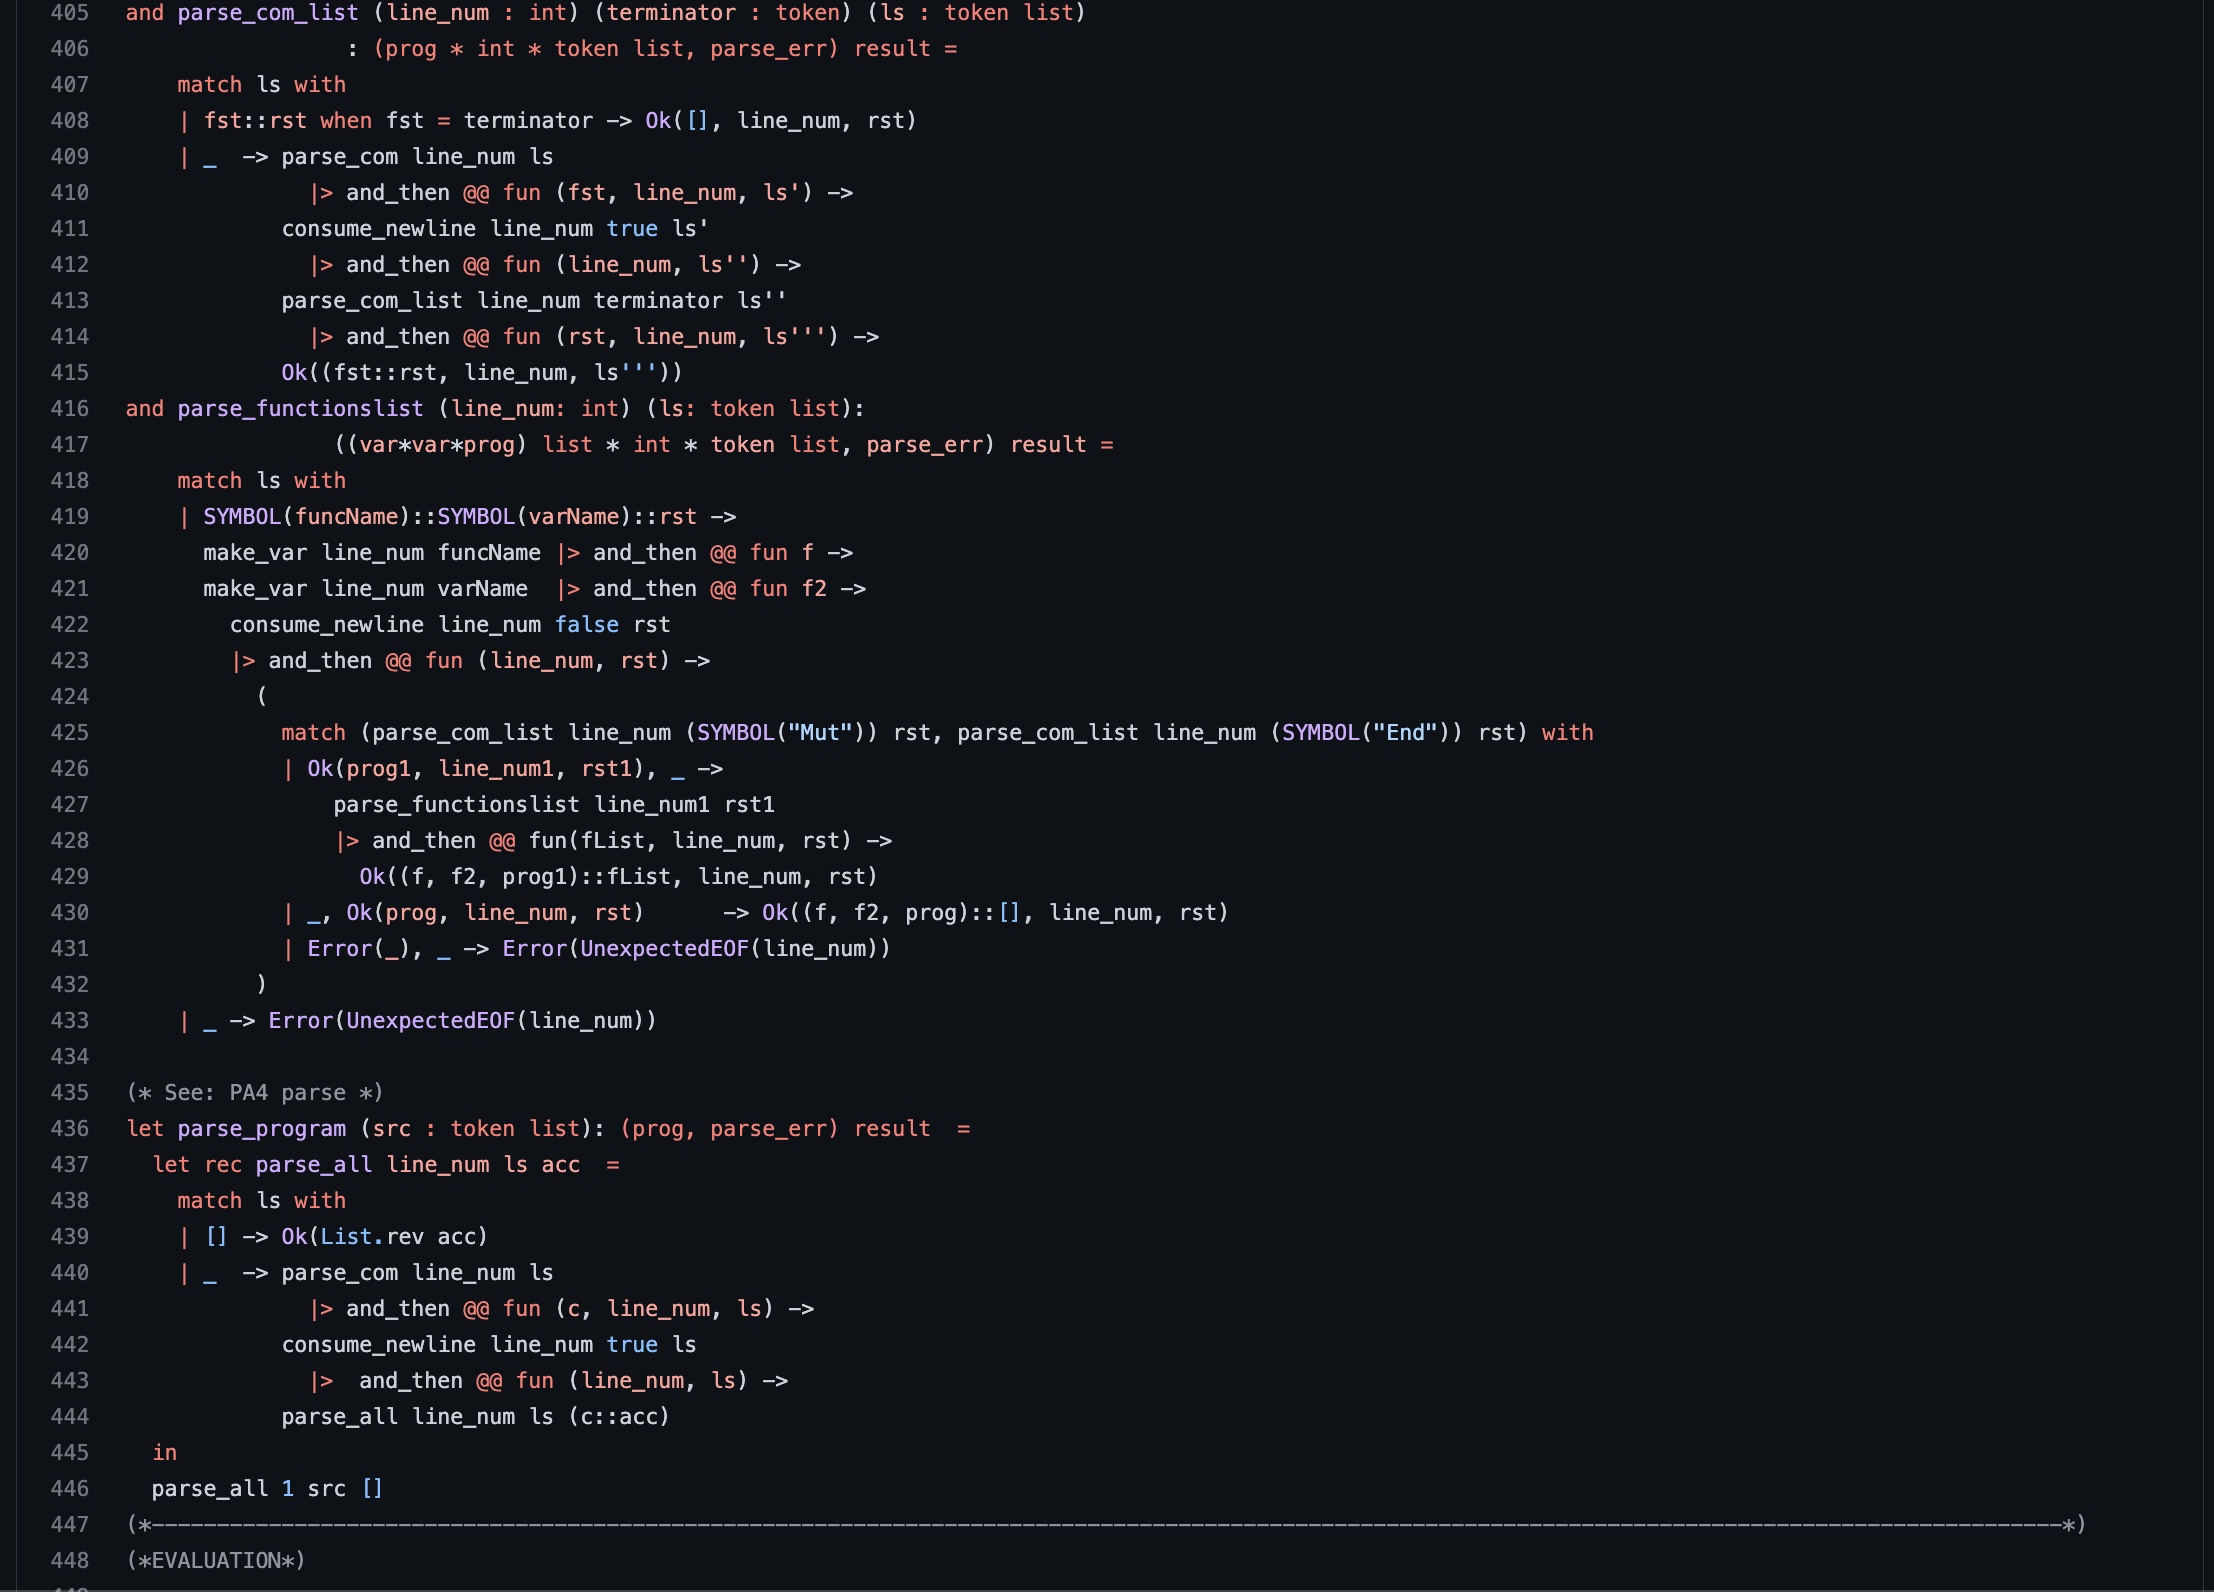 405 and parse_com_list (line_num : int) (terminator : token) (ls : token list)
406 : (prog * int * token list, parse_err) result =
407 match ls with
408 | fst::rst when fst = terminator -> Ok([], line_num, rst)
409 | _ -> parse_com line_num ls
410 |> and_then @@ fun (fst, line_num, ls') ->
411 consume_newline line_num true ls'
412 |> and_then @@ fun (line_num, ls'') ->
413 parse_com_list line_num terminator ls''
414 |> and_then @@ fun (rst, line_num, ls''') ->
415 Ok((fst::rst, line_num, ls'''))
416 and parse_functionslist (line_num: int) (ls: token list):
417 ((var*var*prog) list * int * token list, parse_err) result =
418 match ls with
419 | SYMBOL(funcName)::SYMBOL(varName)::rst ->
420 make_var line_num funcName |> and_then @@ fun f ->
421 make_var line_num varName |> and_then @@ fun f2 ->
422 consume_newline line_num false rst
423 |> and_then @@ fun (line_num, rst) ->
424 (
425 match (parse_com_list line_num (SYMBOL("Mut")) rst, parse_com_list line_num (SYMBOL("End")) rst) with
426 | Ok(prog1, line_num1, rst1), _ ->
427 parse_functionslist line_num1 rst1
428 |> and_then @@ fun(fList, line_num, rst) ->
429 Ok((f, f2, prog1)::fList, line_num, rst)
430 | _, Ok(prog, line_num, rst) -> Ok((f, f2, prog)::[], line_num, rst)
431 | Error(_), _ -> Error(UnexpectedEOF(line_num))
432 )
433 | _ -> Error(UnexpectedEOF(line_num))
434
435 (* See: PA4 parse *)
436 let parse_program (src : token list): (prog, parse_err) result =
437 let rec parse_all line_num ls acc =
438 match ls with
439 | [] -> Ok(List.rev acc)
440 | _ -> parse_com line_num ls
441 |> and_then @@ fun (c, line_num, ls) ->
442 consume_newline line_num true ls
443 |> and_then @@ fun (line_num, ls) ->
444 parse_all line_num ls (c::acc)
445 in
446 parse_all 1 src []
447 (*---------------------------------------------------------------------------------------------------------------------------------------------------*)
448 (*EVALUATION*)